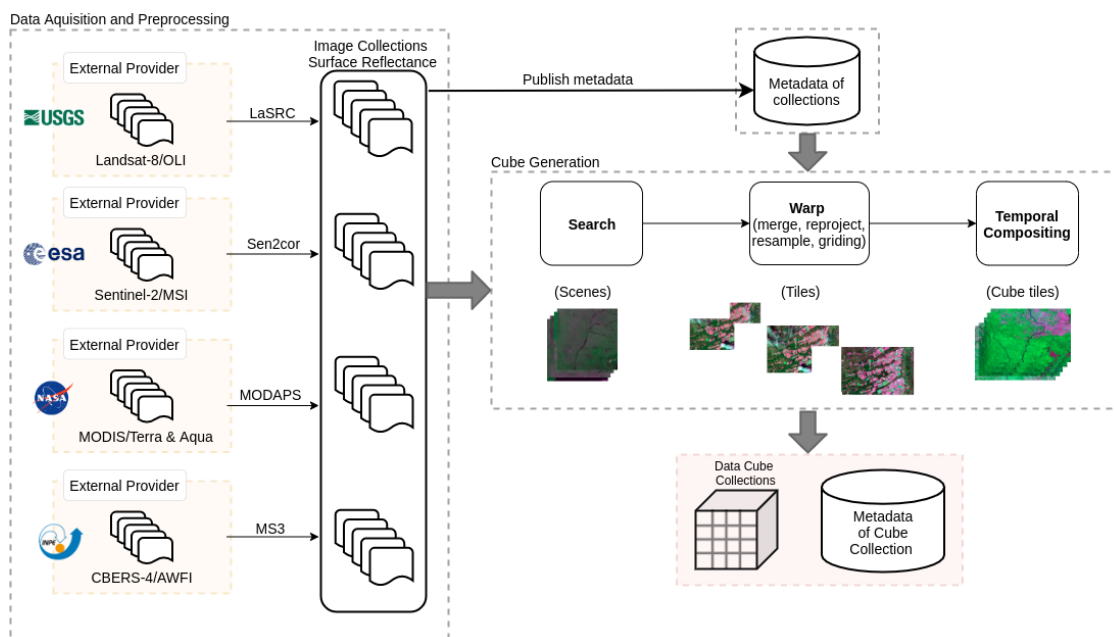 Data Aquisition and Preprocessing
External Provider
USGS
Landsat-8/OLI
LaSRC
External Provider
esa
Sentinel-2/MSI
Sen2cor
External Provider
NASA
MODIS/Terra & Aqua
MODAPS
External Provider
INPE
CBERS-4/AWFI
MS3
Image Collections
Surface Reflectance
Publish metadata
Metadata of
collections
Cube Generation
Search
Warp
(merge, reproject,
resample, griding)
Temporal
Compositing
(Scenes)
(Tiles)
(Cube tiles)
Data Cube
Collections
Metadata
of Cube
Collection